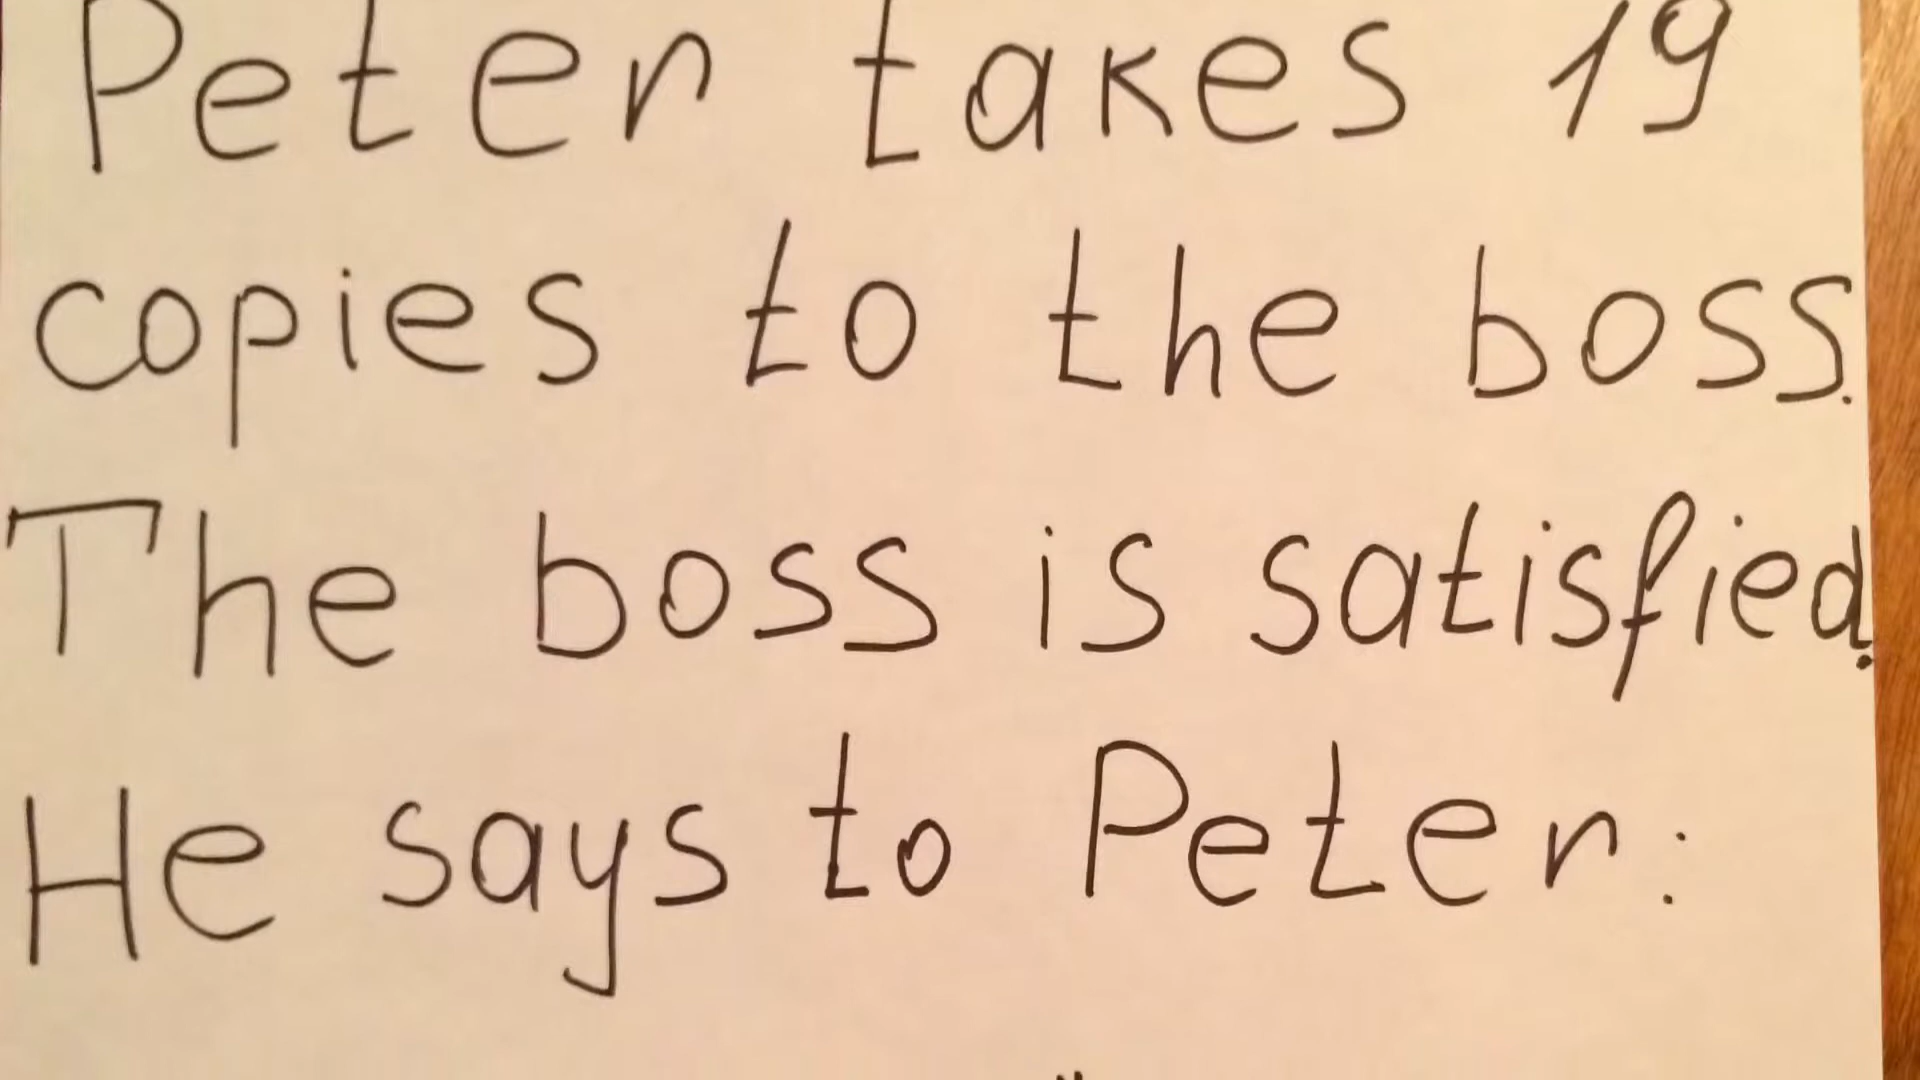 Peter takes 19
copies to the boss.
The boss is satisfied.
He says to Peter: